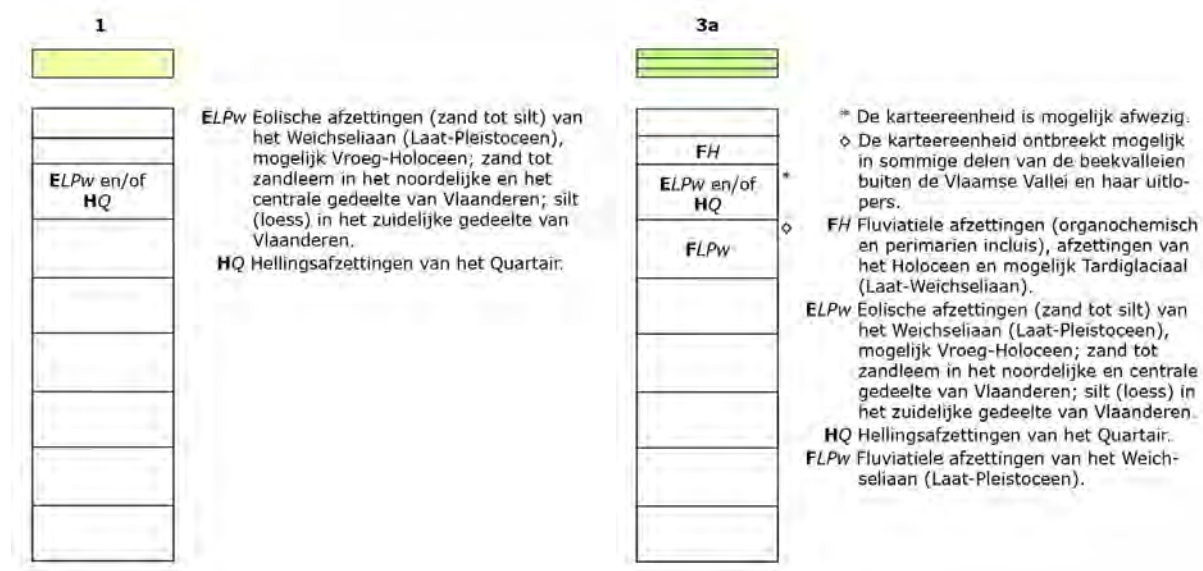 1
ELPw en/of
HQ
ELPw Eolische afzettingen (zand tot silt) van
het Weichseliaan (Laat-Pleistoceen),
mogelijk Vroeg-Holoceen; zand tot
zandleem in het noordelijke en het
centrale gedeelte van Vlaanderen; silt
(loess) in het zuidelijke gedeelte van
Vlaanderen.
HQ Hellingsafzettingen van het Quartair.
3a
FH
ELPw en/of
HQ
*
◊
FLPw
* De karteereenheid is mogelijk afwezig.
◊ De karteereenheid ontbreekt mogelijk
in sommige delen van de beekvalleien
buiten de Vlaamse Vallei en haar uitlo-
pers.
FH Fluviatiele afzettingen (organochemisch
en perimarien incluis), afzettingen van
het Holoceen en mogelijk Tardiglaciaal
(Laat-Weichseliaan).
ELPw Eolische afzettingen (zand tot silt) van
het Weichseliaan (Laat-Pleistoceen),
mogelijk Vroeg-Holoceen; zand tot
zandleem in het noordelijke en centrale
gedeelte van Vlaanderen; silt (loess) in
het zuidelijke gedeelte van Vlaanderen.
HQ Hellingsafzettingen van het Quartair.
FLPw Fluviatiele afzettingen van het Weich-
seliaan (Laat-Pleistoceen).